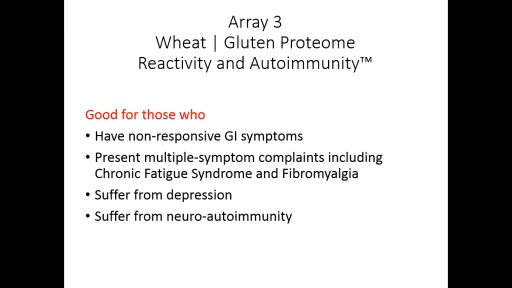 Array 3
Wheat | Gluten Proteome
Reactivity and Autoimmunity™
Good for those who
• Have non-responsive GI symptoms
• Present multiple-symptom complaints including
Chronic Fatigue Syndrome and Fibromyalgia
• Suffer from depression
• Suffer from neuro-autoimmunity